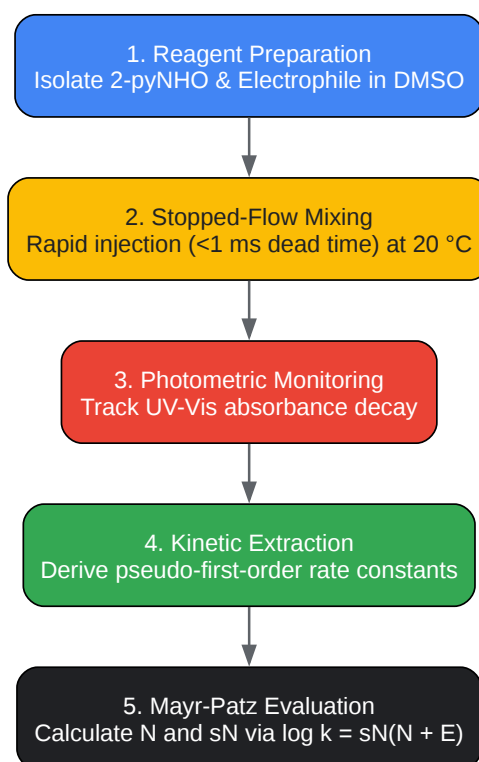 1. Reagent Preparation
Isolate 2-pyNHO & Electrophile in DMSO
2. Stopped-Flow Mixing
Rapid injection (<1 ms dead time) at 20 °C
3. Photometric Monitoring
Track UV-Vis absorbance decay
4. Kinetic Extraction
Derive pseudo-first-order rate constants
5. Mayr-Patz Evaluation
Calculate N and sN via log k = sN(N + E)